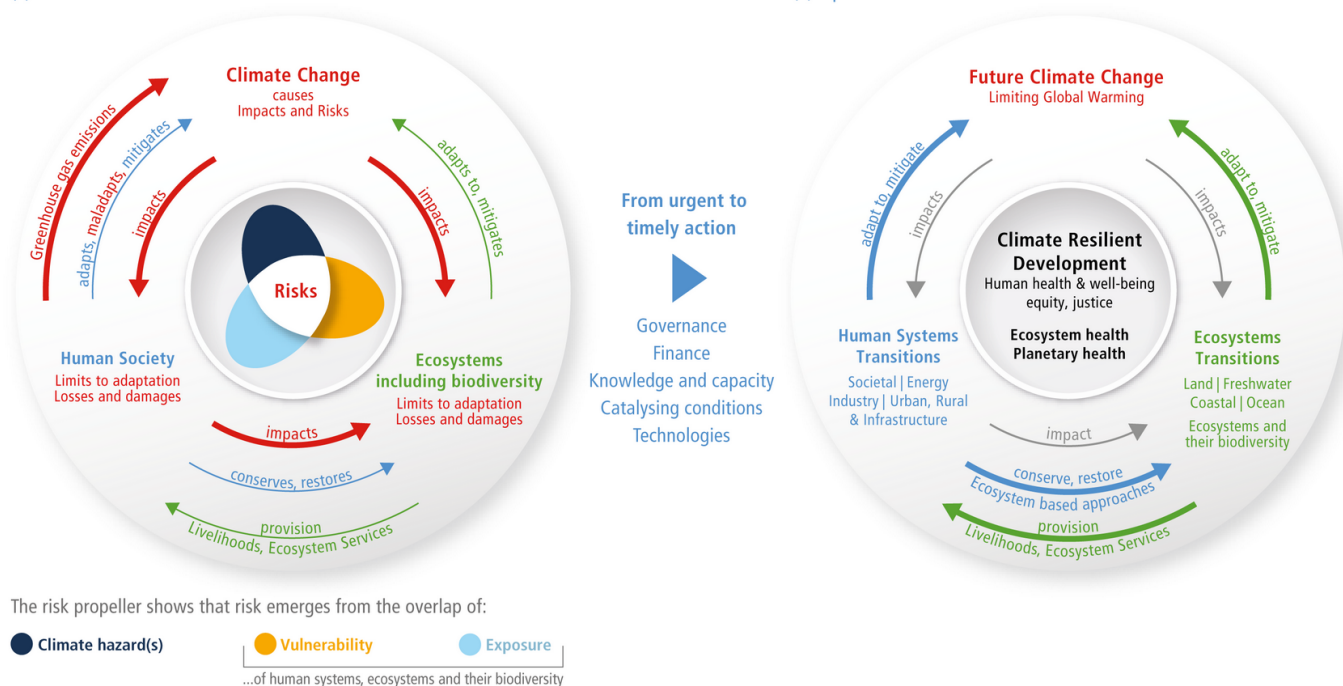 Climate Change
causes
Impacts and Risks
Greenhouse gas emissions
adapts, maladapts, mitigates
impacts
impacts
adapts to, mitigates
Risks
Human Society
Limits to adaptation
Losses and damages
Ecosystems
including biodiversity
Limits to adaptation
Losses and damages
impacts
conserves, restores
provision
Livelihoods, Ecosystem Services
From urgent to
timely action
Governance
Finance
Knowledge and capacity
Catalysing conditions
Technologies
Future Climate Change
Limiting Global Warming
adapt to, mitigate
impacts
impacts
adapt to, mitigate
Climate Resilient
Development
Human health & well-being
equity, justice
Ecosystem health
Planetary health
Human Systems
Transitions
Societal | Energy
Industry | Urban, Rural
& Infrastructure
Ecosystems
Transitions
Land | Freshwater
Coastal | Ocean
Ecosystems and
their biodiversity
impact
conserve, restore
Ecosystem based approaches
provision
Livelihoods, Ecosystem Services
The risk propeller shows that risk emerges from the overlap of:
Climate hazard(s)
Vulnerability
Exposure
...of human systems, ecosystems and their biodiversity